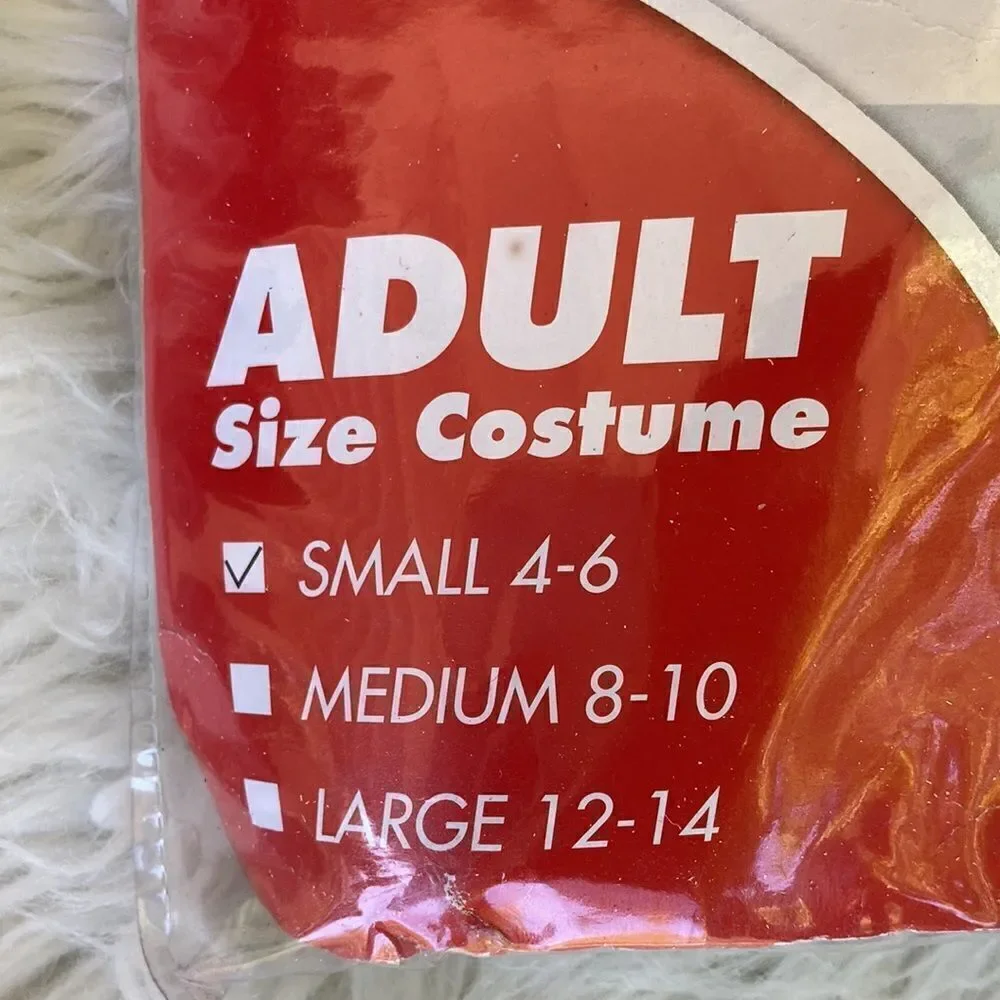 ADULT
Size Costume
SMALL 4-6
MEDIUM 8-10
LARGE 12-14